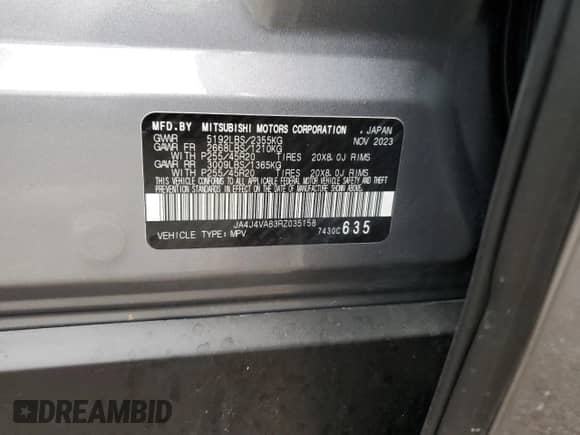 MFD.BY MITSUBISHI MOTORS CORPORATION , JAPAN
GVWR 5192LBS/2355KG NOV 2023
GAWR FR 2668LBS/1210KG
WITH P255/45R20 TIRES 20X8.0J RIMS
GAWR RR 3009LBS/1365KG
WITH P255/45R20 TIRES 20X8.0J RIMS
THIS VEHICLE CONFORMS TO ALL APPLICABLE FEDERAL MOTOR VEHICLE SAFETY, BUMPER, AND THEFT
PREVENTION STANDARDS IN EFFECT ON THE DATE OF MANUFACTURE SHOWN ABOVE.
JA4J4VA83RZ035158
VEHICLE TYPE: MPV 7430C 635
DREAMBID